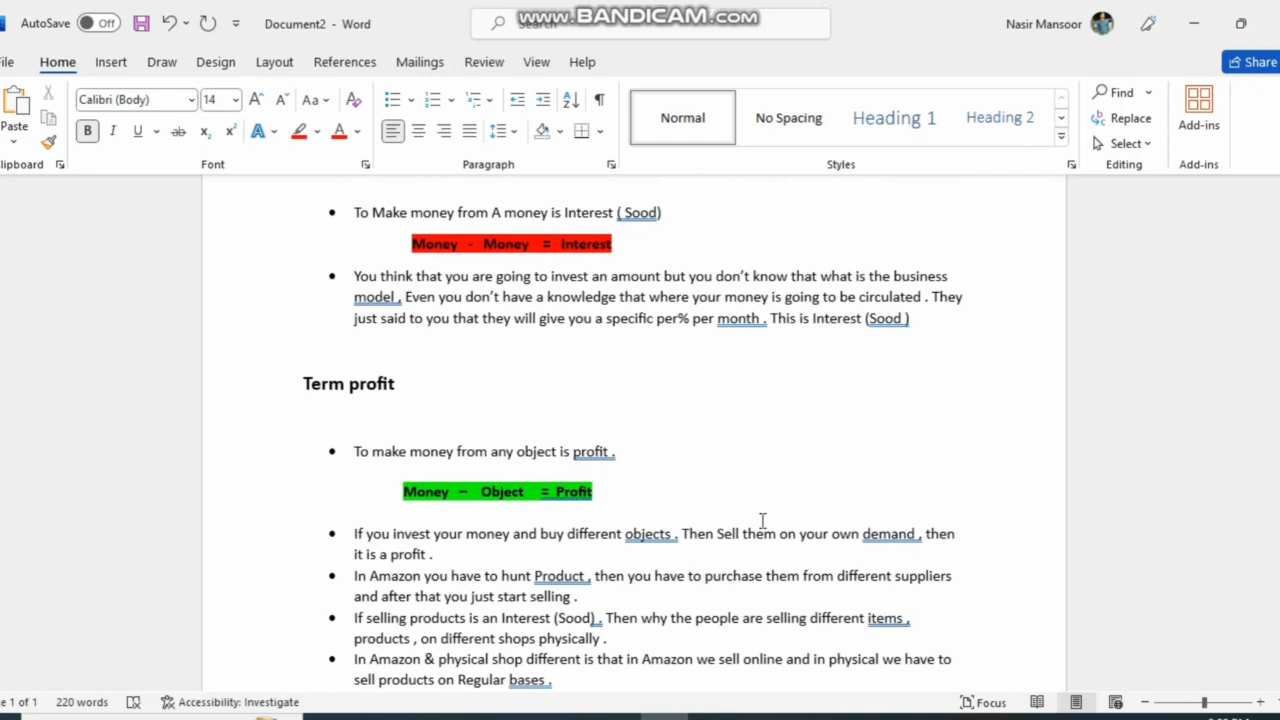 www.BANDICAM.com
AutoSave Off Document2 - Word Search Nasir Mansoor
File Home Insert Draw Design Layout References Mailings Review View Help Share
Paste Calibri (Body) 14 Aa Normal No Spacing Heading 1 Heading 2 Find Replace Select Add-ins
Clipboard Font Paragraph Styles Editing Add-ins
• To Make money from A money is Interest ( Sood)
Money - Money = Interest
• You think that you are going to invest an amount but you don’t know that what is the business
model , Even you don’t have a knowledge that where your money is going to be circulated . They
just said to you that they will give you a specific per% per month . This is Interest (Sood )
Term profit
• To make money from any object is profit .
Money – Object = Profit
• If you invest your money and buy different objects . Then Sell them on your own demand , then
it is a profit .
• In Amazon you have to hunt Product , then you have to purchase them from different suppliers
and after that you just start selling .
• If selling products is an Interest (Sood) . Then why the people are selling different items ,
products , on different shops physically .
• In Amazon & physical shop different is that in Amazon we sell online and in physical we have to
sell products on Regular bases .
e 1 of 1 220 words Accessibility: Investigate Focus